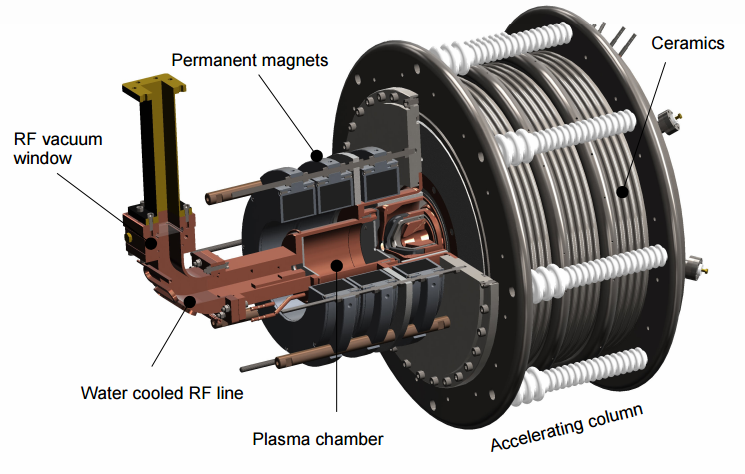 Permanent magnets
Ceramics
RF vacuum
window
Water cooled RF line
Plasma chamber
Accelerating column